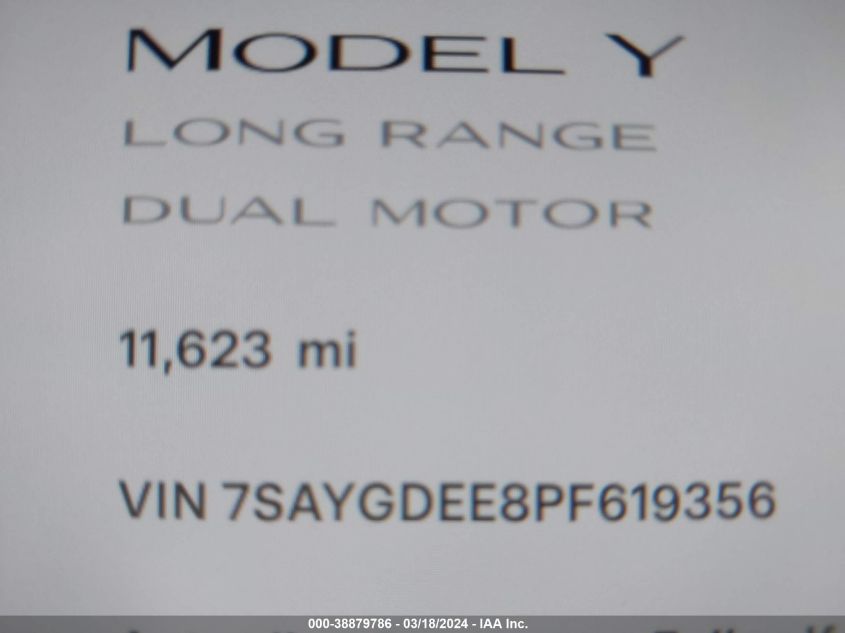 MODEL Y
LONG RANGE
DUAL MOTOR
11,623 mi
VIN 7SAYGDEE8PF619356
000-38879786 - 03/18/2024 - IAA Inc.